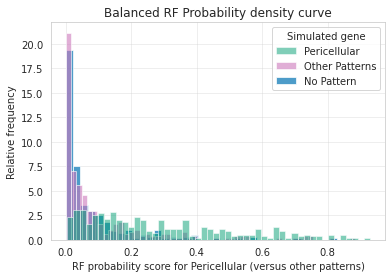 Balanced RF Probability density curve
Simulated gene
Pericellular
Other Patterns
No Pattern
Relative frequency
20.0
17.5
15.0
12.5
10.0
7.5
5.0
2.5
0.0
0.0 0.2 0.4 0.6 0.8
RF probability score for Pericellular (versus other patterns)